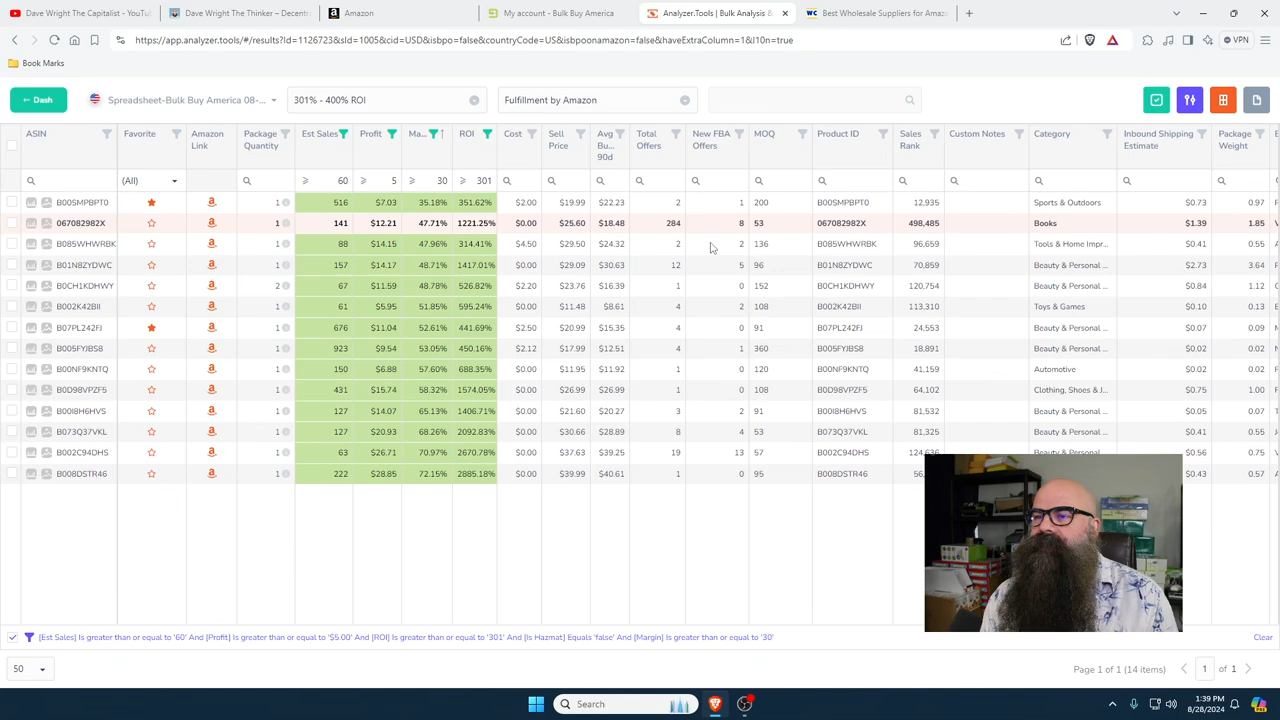 Dave Wright The Capitalist - YouTu
Dave Wright The Thinker – Decentr
Amazon
My account - Bulk Buy America
Analyzer.Tools | Bulk Analysis &
Best Wholesale Suppliers for Amaz
https://app.analyzer.tools/#/results?Id=1126723&sId=1005&cid=USD&isbpo=false&countryCode=US&isbpoonamazon=false&haveExtraColumn=1&I10n=true
VPN
Book Marks
← Dash
Spreadsheet-Bulk Buy America 08-...
301% - 400% ROI
Fulfillment by Amazon
ASIN Favorite Amazon Link Package Quantity Est Sales Profit Ma... ROI Cost Sell Price Avg Bu... 90d Total Offers New FBA Offers MOQ Product ID Sales Rank Custom Notes Category Inbound Shipping Estimate Package Weight
(All) ≥ 60 ≥ 5 ≥ 30 ≥ 301
B00SMPBPT0 1 516 $7.03 35.18% 351.62% $2.00 $19.99 $22.23 2 1 200 B00SMPBPT0 12,935 Sports & Outdoors $0.73 0.97
067082982X 1 141 $12.21 47.71% 1221.25% $0.00 $25.60 $18.48 284 8 53 067082982X 498,485 Books $1.39 1.85
B085WHWRBK 1 88 $14.15 47.96% 314.41% $4.50 $29.50 $24.32 2 2 136 B085WHWRBK 96,659 Tools & Home Impr... $0.41 0.55
B01N8ZYDWC 1 157 $14.17 48.71% 1417.01% $0.00 $29.09 $30.63 12 5 96 B01N8ZYDWC 70,859 Beauty & Personal ... $2.73 3.64
B0CH1KDHWY 2 67 $11.59 48.78% 526.82% $2.20 $23.76 $16.39 1 0 152 B0CH1KDHWY 120,754 Beauty & Personal ... $0.84 1.12
B002K42BII 1 61 $5.95 51.85% 595.24% $0.00 $11.48 $8.61 4 2 108 B002K42BII 113,310 Toys & Games $0.10 0.13
B07PL242FJ 1 676 $11.04 52.61% 441.69% $2.50 $20.99 $15.35 4 0 91 B07PL242FJ 24,553 Beauty & Personal ... $0.07 0.09
B005FYJBS8 1 923 $9.54 53.05% 450.16% $2.12 $17.99 $12.51 4 1 360 B005FYJBS8 18,891 Beauty & Personal ... $0.02 0.02
B00NF9KNTQ 1 150 $6.88 57.60% 688.35% $0.00 $11.95 $11.92 1 0 120 B00NF9KNTQ 41,159 Automotive $0.02 0.02
B0D98VPZF5 1 431 $15.74 58.32% 1574.05% $0.00 $26.99 $26.99 1 0 108 B0D98VPZF5 64,102 Clothing, Shoes & J... $0.75 1.00
B00I8H6HVS 1 127 $14.07 65.13% 1406.71% $0.00 $21.60 $20.27 3 2 91 B00I8H6HVS 81,532 Beauty & Personal ... $0.05 0.07
B073Q37VKL 1 127 $20.93 68.26% 2092.83% $0.00 $30.66 $28.89 8 4 53 B073Q37VKL 81,325 Beauty & Personal ... $0.41 0.55
B002C94DHS 1 63 $26.71 70.97% 2670.78% $0.00 $37.63 $39.25 19 13 57 B002C94DHS 124,636 Beauty & Personal ... $0.56 0.75
B008DSTR46 1 222 $28.85 72.15% 2885.18% $0.00 $39.99 $40.61 1 0 95 B008DSTR46 56, $0.43 0.57
[Est Sales] Is greater than or equal to '60' And [Profit] Is greater than or equal to '$5.00' And [ROI] Is greater than or equal to '301' And [Is Hazmat] Equals 'false' And [Margin] Is greater than or equal to '30'
Clear
50
Page 1 of 1 (14 items) 1 of 1
Search
1:39 PM
8/28/2024